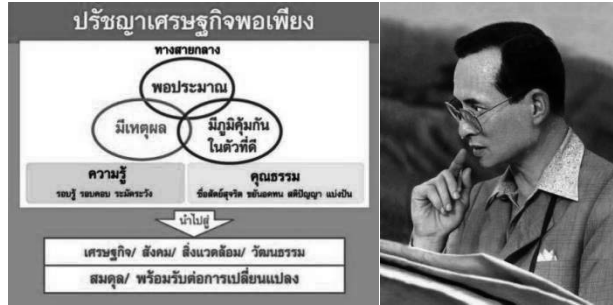 ปรัชญาเศรษฐกิจพอเพียง
ทางสายกลาง
พอประมาณ
มีเหตุผล
มีภูมิคุ้มกัน
ในตัวที่ดี
ความรู้
รอบรู้ รอบคอบ ระมัดระวัง
คุณธรรม
ซื่อสัตย์สุจริต ขยันอดทน สติปัญญา แบ่งปัน
นำไปสู่
เศรษฐกิจ/ สังคม/ สิ่งแวดล้อม/ วัฒนธรรม
สมดุล/ พร้อมรับต่อการเปลี่ยนแปลง